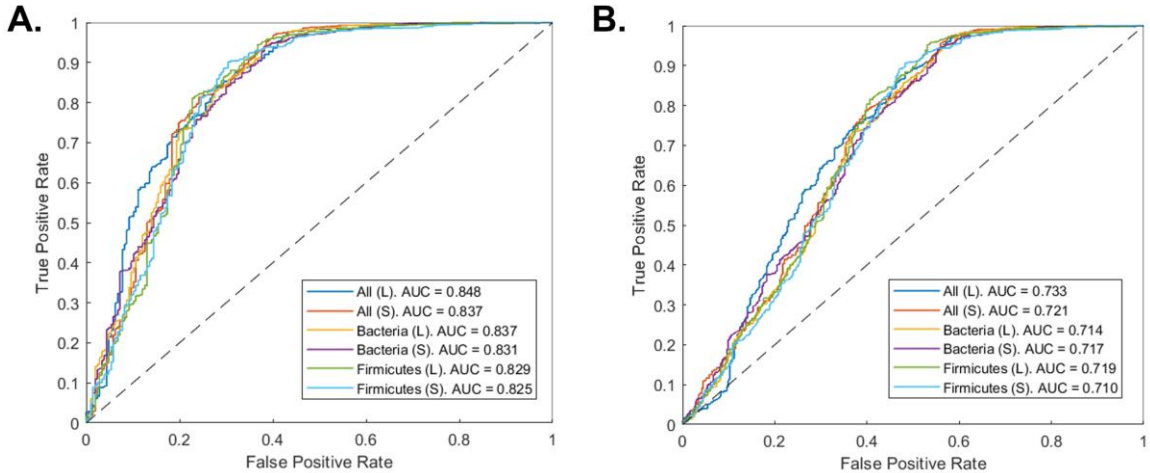 A.
1
0.9
0.8
0.7
0.6
0.5
0.4
0.3
0.2
0.1
0
True Positive Rate
0
0.2
0.4
0.6
0.8
1
False Positive Rate
All (L). AUC = 0.848
All (S). AUC = 0.837
Bacteria (L). AUC = 0.837
Bacteria (S). AUC = 0.831
Firmicutes (L). AUC = 0.829
Firmicutes (S). AUC = 0.825
B.
1
0.9
0.8
0.7
0.6
0.5
0.4
0.3
0.2
0.1
0
True Positive Rate
0
0.2
0.4
0.6
0.8
1
False Positive Rate
All (L). AUC = 0.733
All (S). AUC = 0.721
Bacteria (L). AUC = 0.714
Bacteria (S). AUC = 0.717
Firmicutes (L). AUC = 0.719
Firmicutes (S). AUC = 0.710